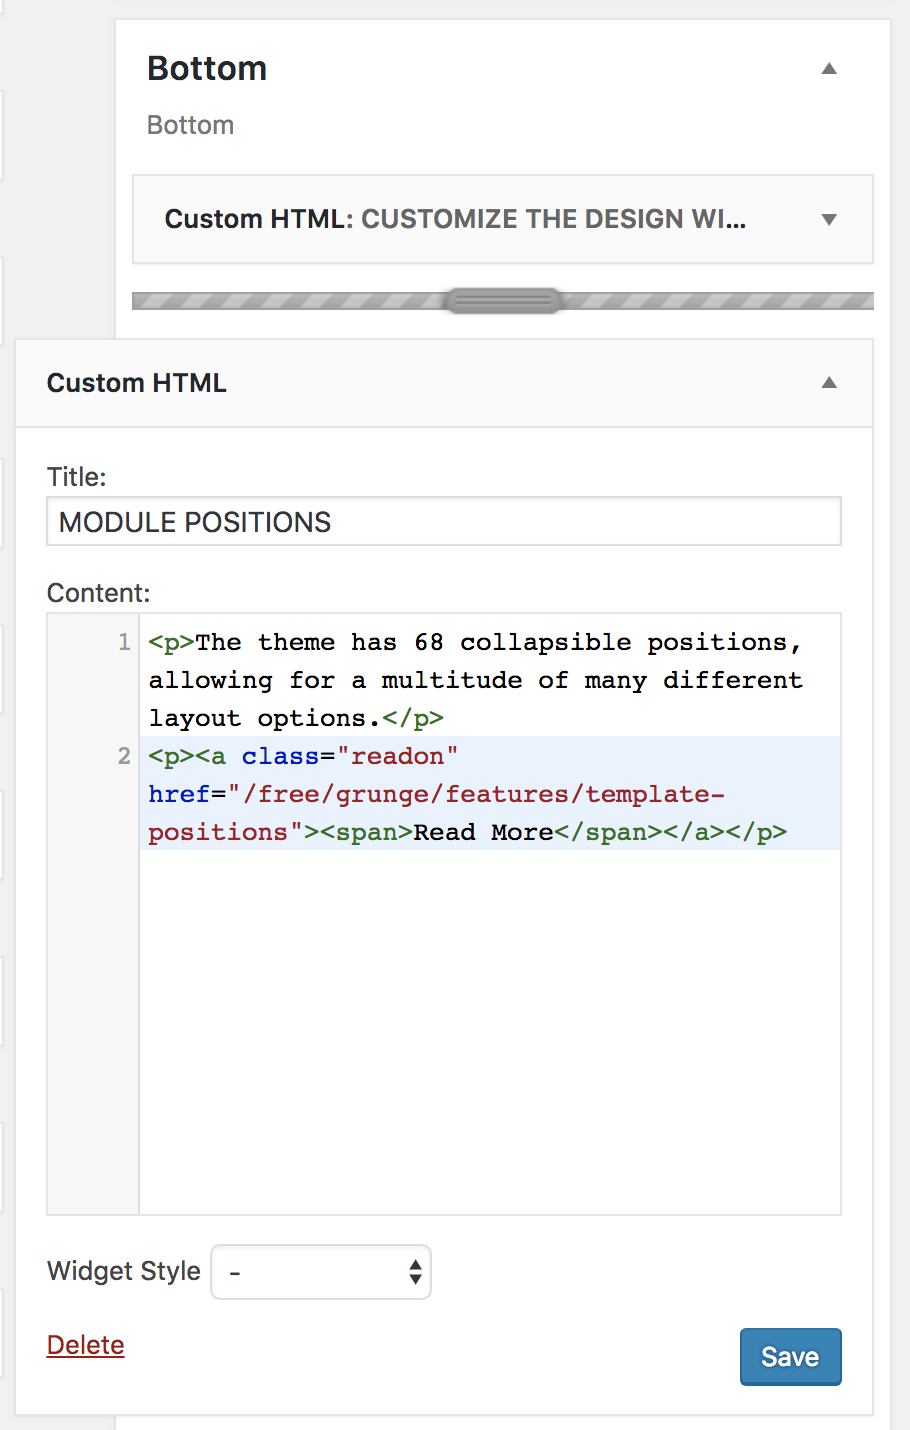 Bottom
Bottom
Custom HTML: CUSTOMIZE THE DESIGN WI...
Custom HTML
Title:
MODULE POSITIONS
Content:
1 <p>The theme has 68 collapsible positions,
allowing for a multitude of many different
layout options.</p>
2 <p><a class="readon"
href="/free/grunge/features/template-
positions"><span>Read More</span></a></p>
Widget Style -
Delete
Save